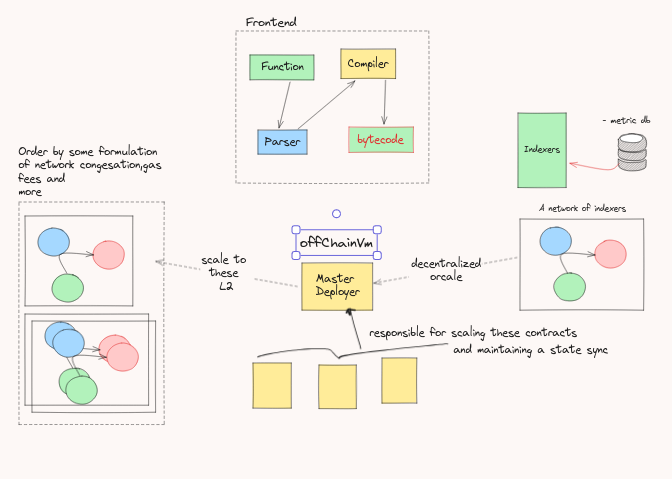 Frontend
Function
Compiler
Parser
bytecode
- metric db
Indexers
Order by some formulation
of network congesation,gas
fees and
more
A network of indexers
offChainVm
scale to
these
L2
Master
Deployer
decentralized
orcale
responsible for scaling these contracts
and maintaining a state sync